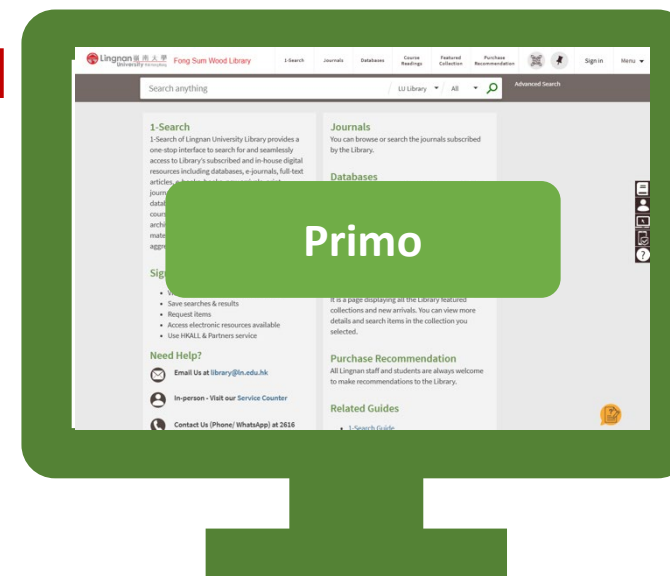 Lingnan 嶺南大學 University Fong Sum Wood Library 1-Search Journals Databases Course Readings Featured Collection Purchase Recommendation Sign in Menu
Search anything LU Library All Advanced Search
1-Search
1-Search of Lingnan University Library provides a
one-stop interface to search for and seamlessly
access to Library's subscribed and in-house digital
resources including databases, e-journals, full-text
Journals
You can browse or search the journals subscribed
by the Library.
Databases
Primo
Save searches & results
Request items
Access electronic resources available
Use HKALL & Partners service
Need Help?
Email Us at library@ln.edu.hk
In-person - Visit our Service Counter
Contact Us (Phone/ WhatsApp) at 2616
It is a page displaying all the Library featured
collections and new arrivals. You can view more
details and search items in the collection you
selected.
Purchase Recommendation
All Lingnan staff and students are always welcome
to make recommendations to the Library.
Related Guides
1-Search Guide